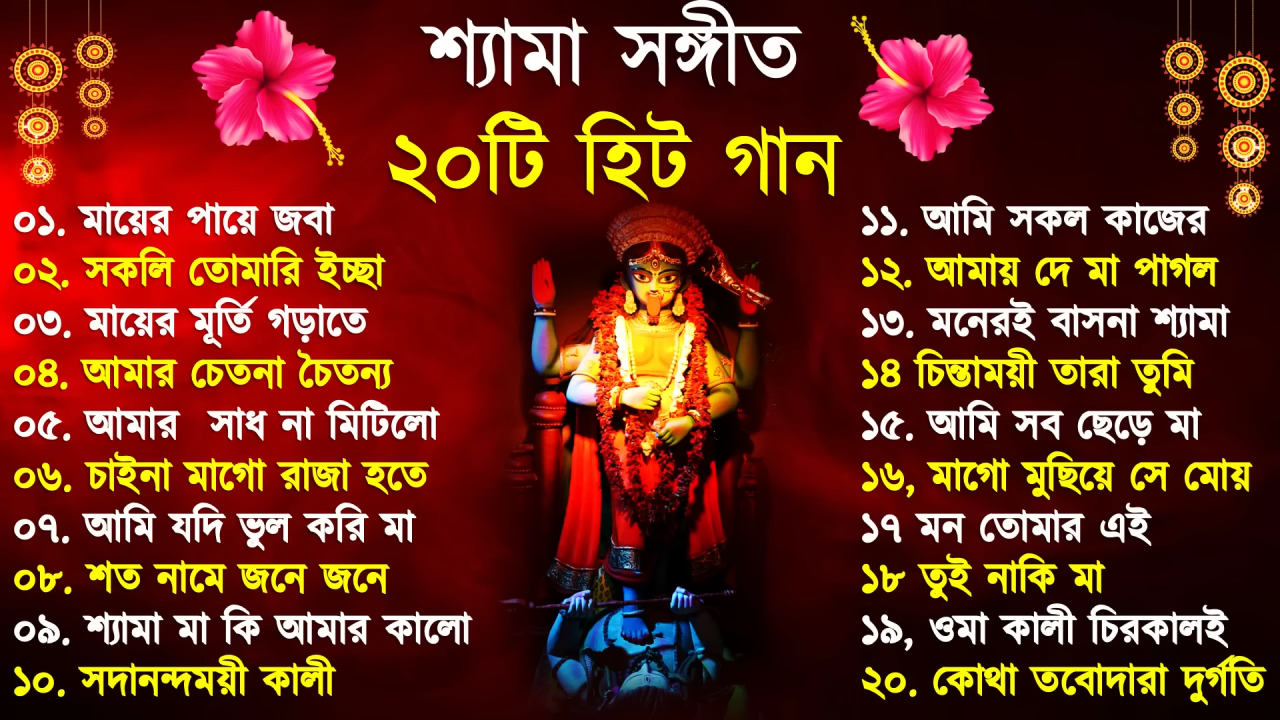 শ্যামা সঙ্গীত
২০টি হিট গান
০১. মায়ের পায়ে জবা
০২. সকলি তোমারি ইচ্ছা
০৩. মায়ের মূর্তি গড়াতে
০৪. আমার চেতনা চৈতন্য
০৫. আমার সাধ না মিটিলো
০৬. চাইনা মাগো রাজা হতে
০৭. আমি যদি ভুল করি মা
০৮. শত নামে জনে জনে
০৯. শ্যামা মা কি আমার কালো
১০. সদানন্দময়ী কালী
১১. আমি সকল কাজের
১২. আমায় দে মা পাগল
১৩. মনেরই বাসনা শ্যামা
১৪ চিন্তাময়ী তারা তুমি
১৫. আমি সব ছেড়ে মা
১৬, মাগো মুছিয়ে সে মোয়
১৭ মন তোমার এই
১৮ তুই নাকি মা
১৯, ওমা কালী চিরকালই
২০. কোথা তবোদারা দুর্গতি